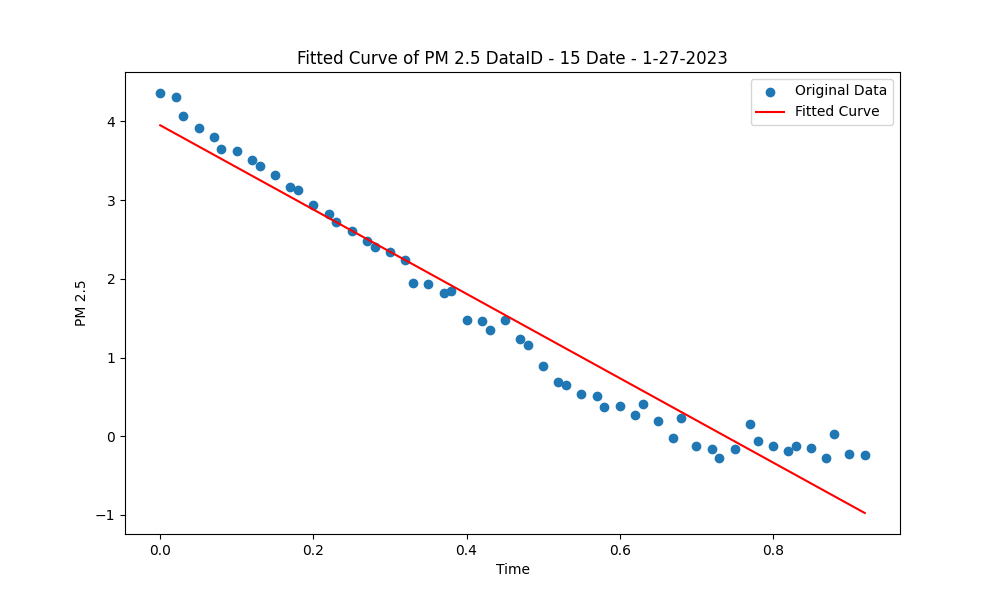 Fitted Curve of PM 2.5 DataID - 15 Date - 1-27-2023
Original Data
Fitted Curve
4
3
2
1
0
−1
PM 2.5
0.0 0.2 0.4 0.6 0.8
Time